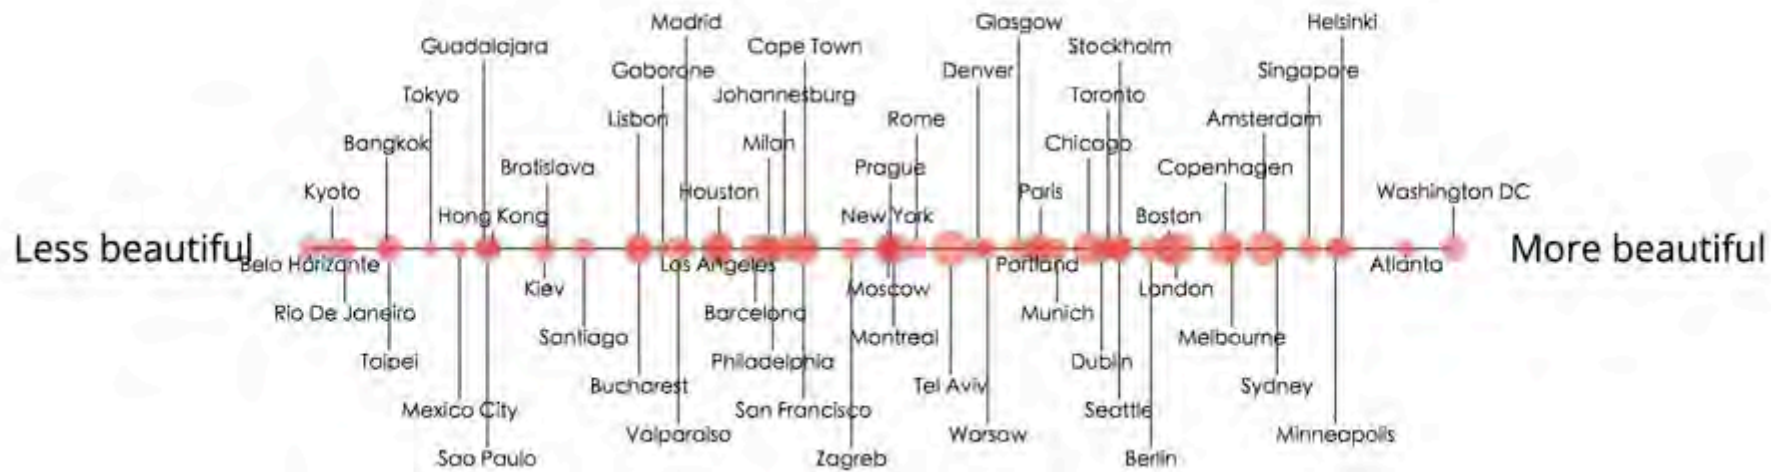 Madrid Glasgow Helsinki
Guadalajara Cape Town Stockholm
Gaborone Denver Singapore
Tokyo Johannesburg Toronto
Lisbon Rome Amsterdam
Bangkok Milan Chicago
Bratislava Prague Copenhagen
Kyoto Houston Paris Washington DC
Hong Kong New York Boston
Less beautiful More beautiful
Belo Horizante Los Angeles Portland Atlanta
Kiev Moscow London
Rio De Janeiro Barcelona Munich
Santiago Montreal Melbourne
Taipei Philadelphia Dublin
Bucharest Tel Aviv Sydney
Mexico City San Francisco Seattle
Valparaiso Warsaw Minneapolis
Sao Paulo Zagreb Berlin